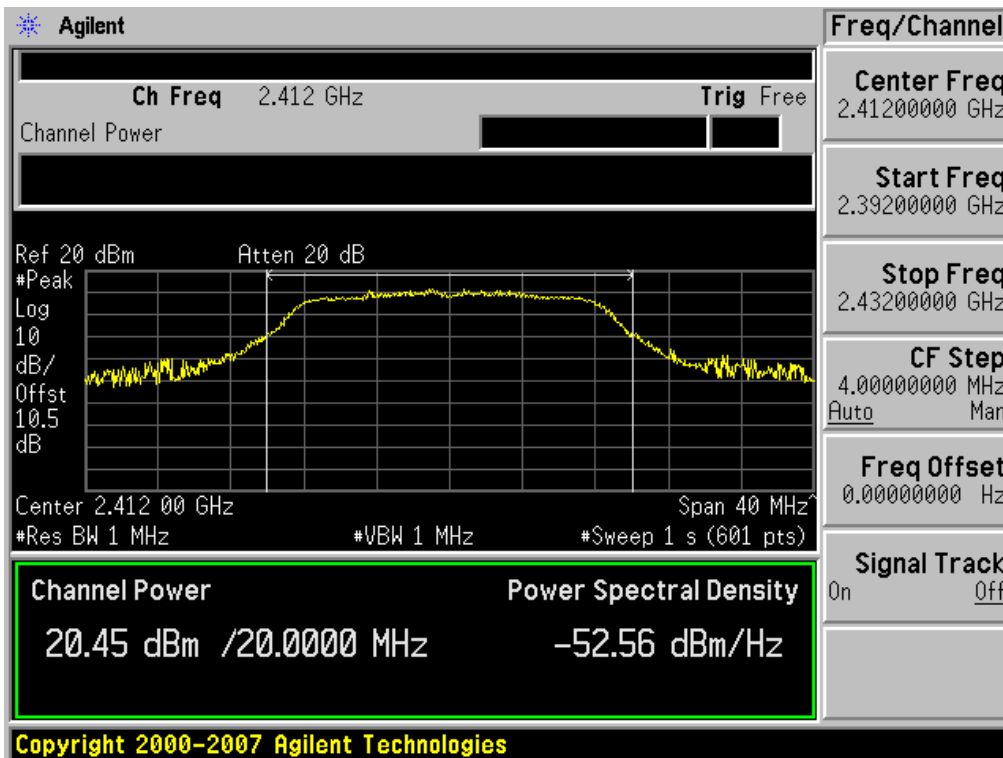 Agilent
Ch Freq 2.412 GHz Trig Free
Channel Power
Ref 20 dBm Atten 20 dB
#Peak
Log
10
dB/
Offst
10.5
dB
Center 2.412 00 GHz Span 40 MHz^
#Res BW 1 MHz #VBW 1 MHz #Sweep 1 s (601 pts)
Channel Power Power Spectral Density
20.45 dBm /20.0000 MHz -52.56 dBm/Hz
Copyright 2000-2007 Agilent Technologies
Freq/Channel
Center Freq
2.41200000 GHz
Start Freq
2.39200000 GHz
Stop Freq
2.43200000 GHz
CF Step
4.00000000 MHz
Auto Man
Freq Offset
0.00000000 Hz
Signal Track
On Off